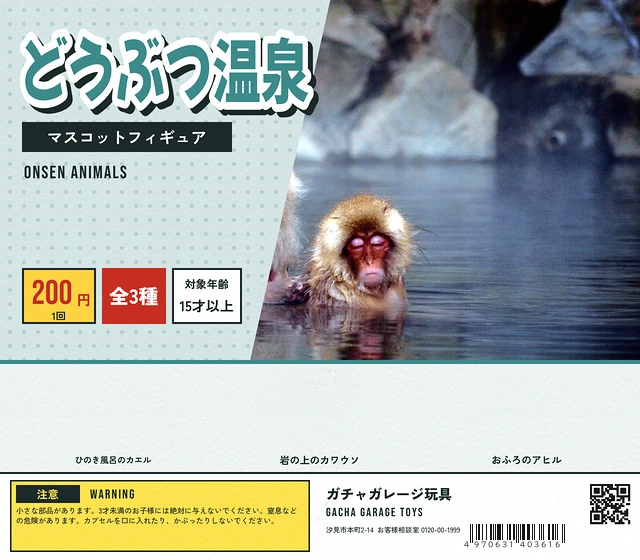 どうぶつ温泉
マスコットフィギュア
ONSEN ANIMALS
200円
1回
全3種
対象年齢
15才以上
ひのき風呂のカエル
岩の上のカワウソ
おふろのアヒル
注意 WARNING
小さな部品があります。3才未満のお子様には絶対に与えないでください。窒息など
の危険があります。カプセルを口に入れたり、かぶったりしないでください。
ガチャガレージ玩具
GACHA GARAGE TOYS
汐見市本町2-14 お客様相談室 0120-00-1999
4 970631 403616